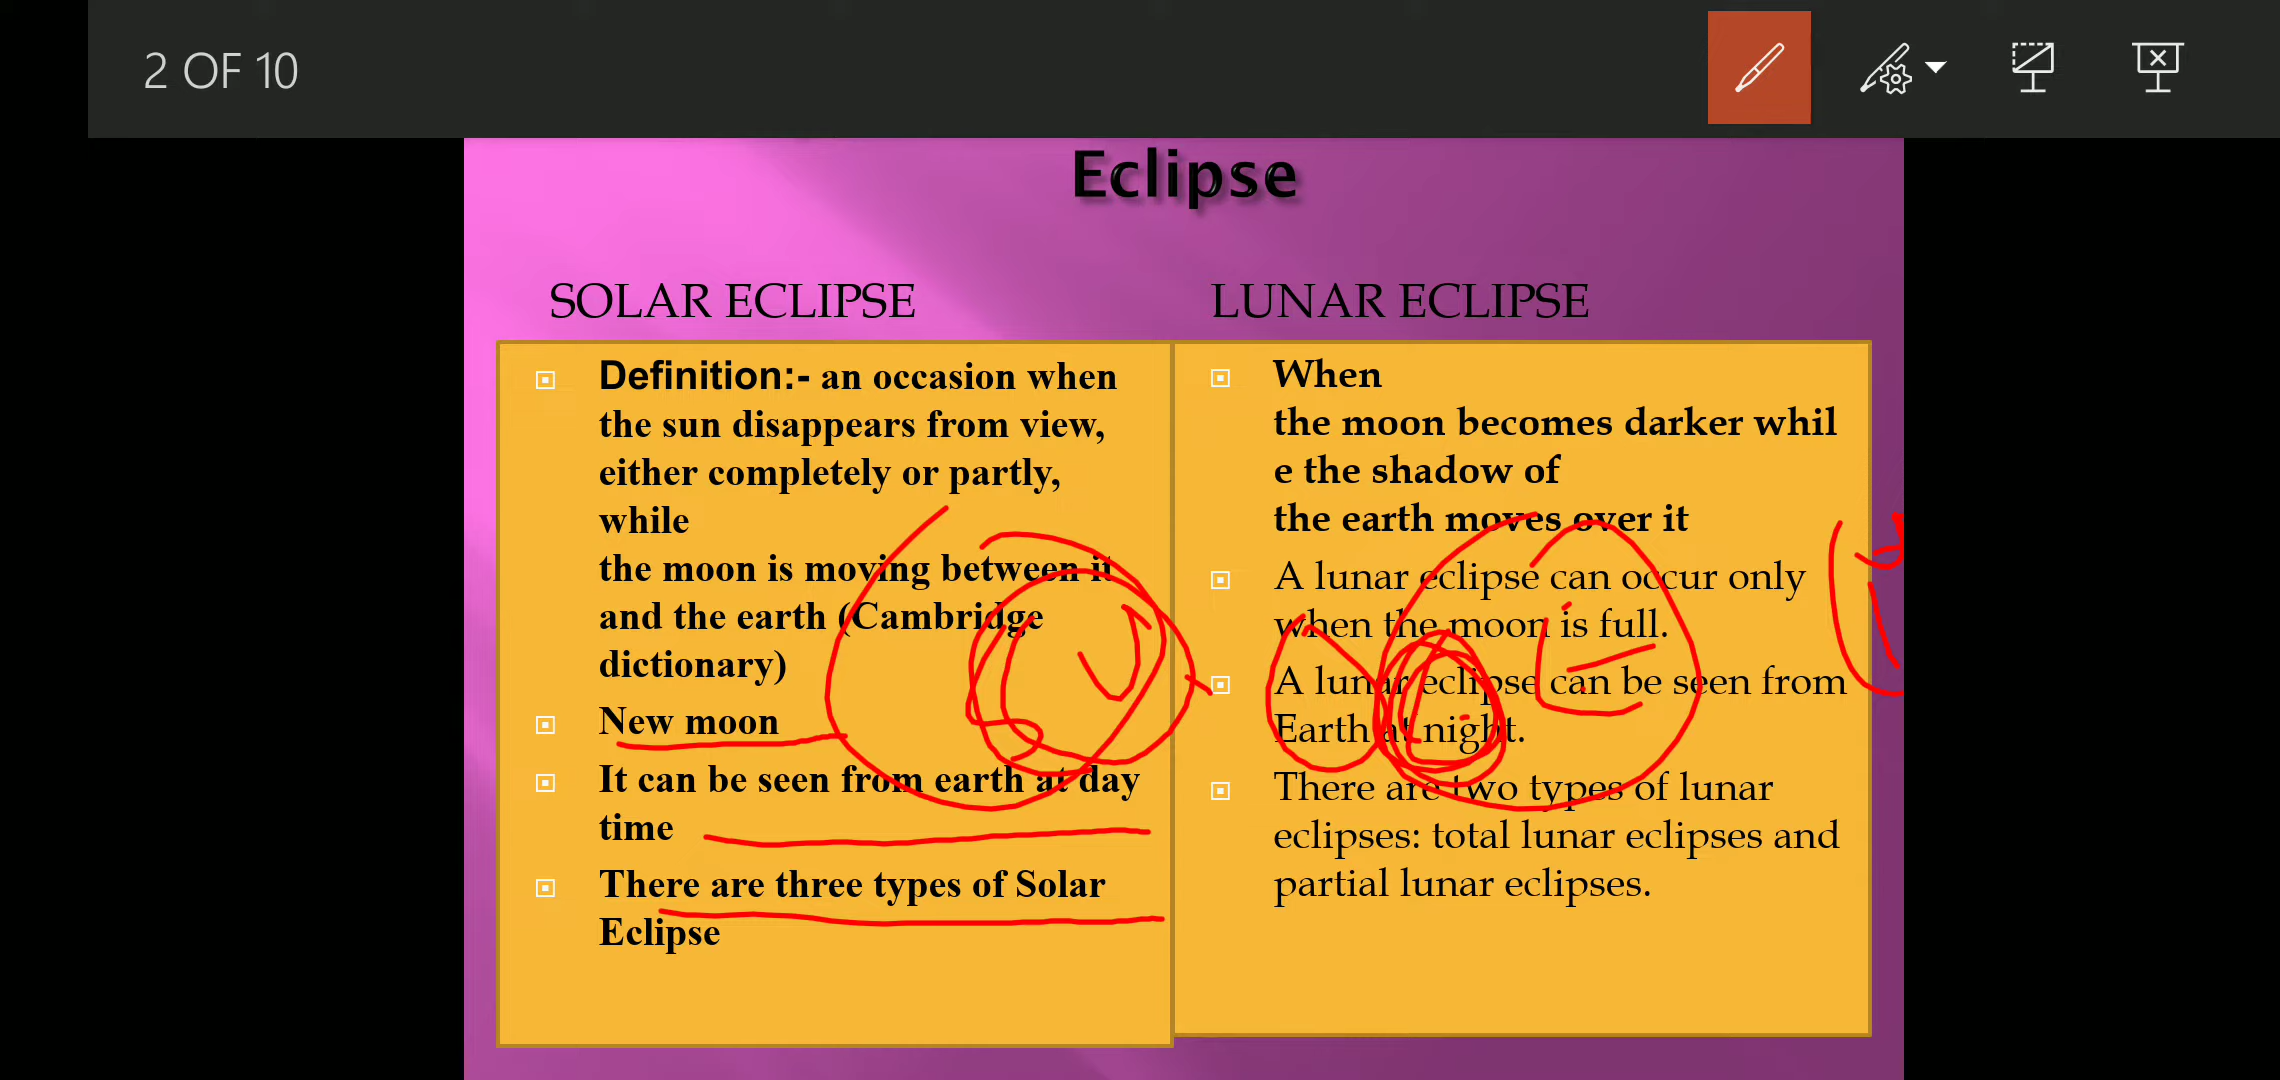 2 OF 10
Eclipse
SOLAR ECLIPSE
Definition:- an occasion when
the sun disappears from view,
either completely or partly,
while
the moon is moving between it
and the earth (Cambridge
dictionary)
New moon
It can be seen from earth at day
time
There are three types of Solar
Eclipse
LUNAR ECLIPSE
When
the moon becomes darker whil
e the shadow of
the earth moves over it
A lunar eclipse can occur only
when the moon is full.
A lunar eclipse can be seen from
Earth at night.
There are two types of lunar
eclipses: total lunar eclipses and
partial lunar eclipses.